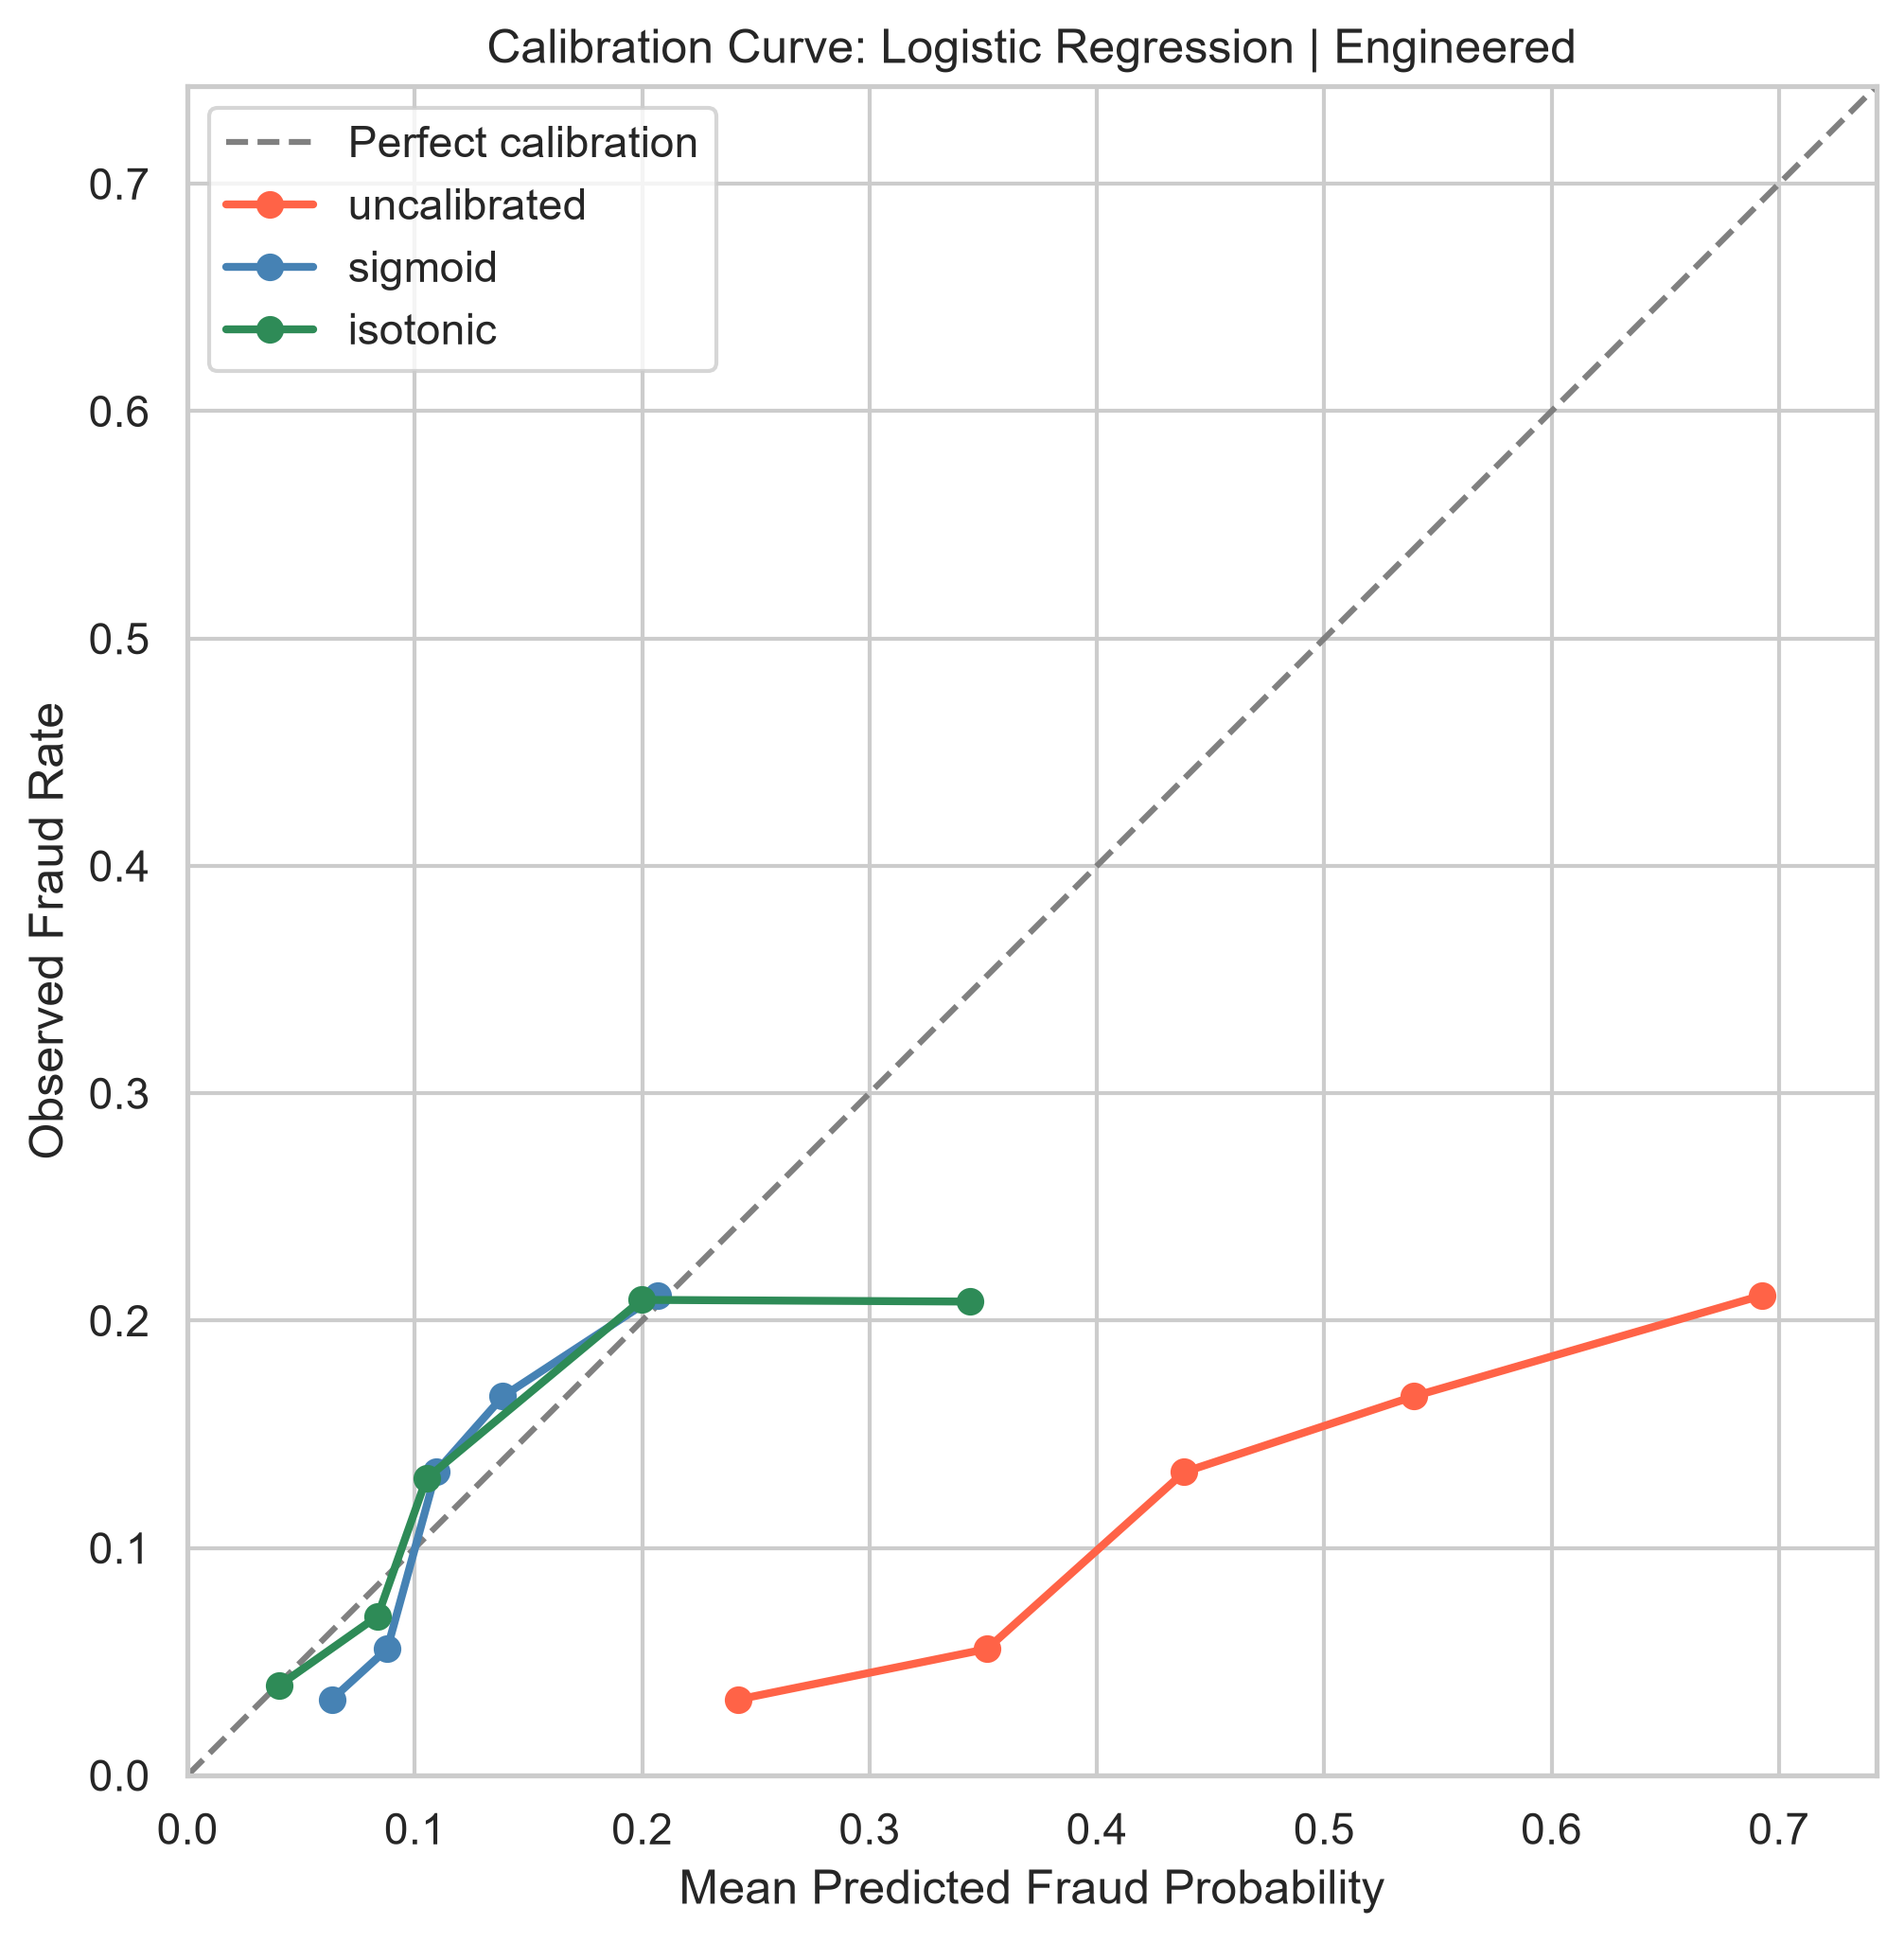 Calibration Curve: Logistic Regression | Engineered
Perfect calibration
uncalibrated
sigmoid
isotonic
0.7
0.6
0.5
0.4
0.3
0.2
0.1
0.0
Observed Fraud Rate
0.0 0.1 0.2 0.3 0.4 0.5 0.6 0.7
Mean Predicted Fraud Probability